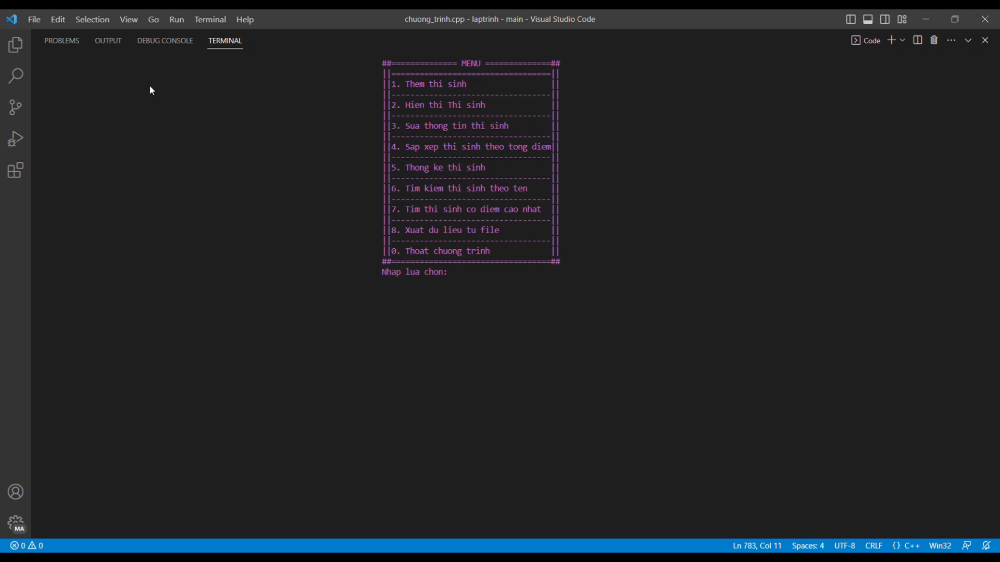 File Edit Selection View Go Run Terminal Help chuong_trinh.cpp - laptrinh - main - Visual Studio Code
PROBLEMS OUTPUT DEBUG CONSOLE TERMINAL Code
##============== MENU ==============##
||==================================||
||1. Them thi sinh                  ||
||----------------------------------||
||2. Hien thi Thi sinh              ||
||----------------------------------||
||3. Sua thong tin thi sinh         ||
||----------------------------------||
||4. Sap xep thi sinh theo tong diem||
||----------------------------------||
||5. Thong ke thi sinh              ||
||----------------------------------||
||6. Tim kiem thi sinh theo ten     ||
||----------------------------------||
||7. Tim thi sinh co diem cao nhat  ||
||----------------------------------||
||8. Xuat du lieu tu file           ||
||----------------------------------||
||0. Thoat chuong trinh             ||
##==================================##
Nhap lua chon:
MA
0 0 Ln 783, Col 11 Spaces: 4 UTF-8 CRLF {} C++ Win32